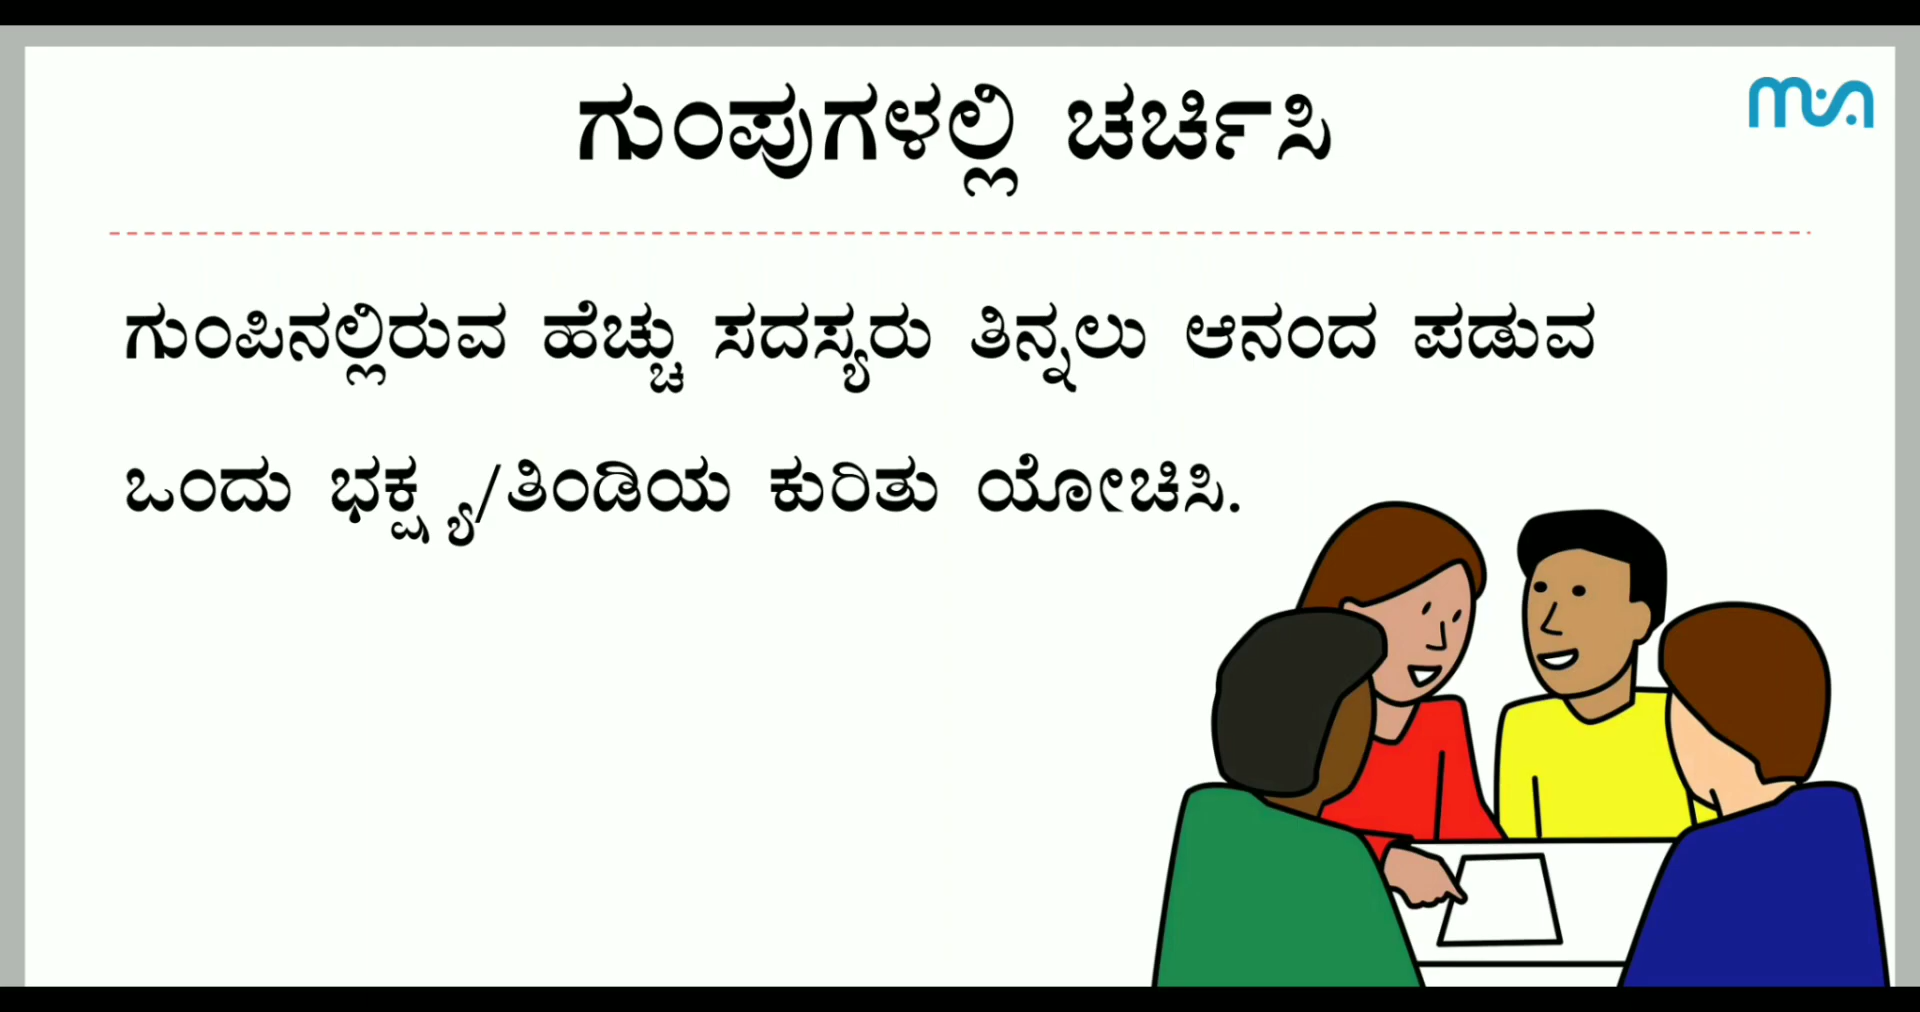 ಗುಂಪುಗಳಲ್ಲಿ ಚರ್ಚಿಸಿ
ಗುಂಪಿನಲ್ಲಿರುವ ಹೆಚ್ಚು ಸದಸ್ಯರು ತಿನ್ನಲು ಆನಂದ ಪಡುವ
ಒಂದು ಭಕ್ಷ್ಯ/ತಿಂಡಿಯ ಕುರಿತು ಯೋಚಿಸಿ.